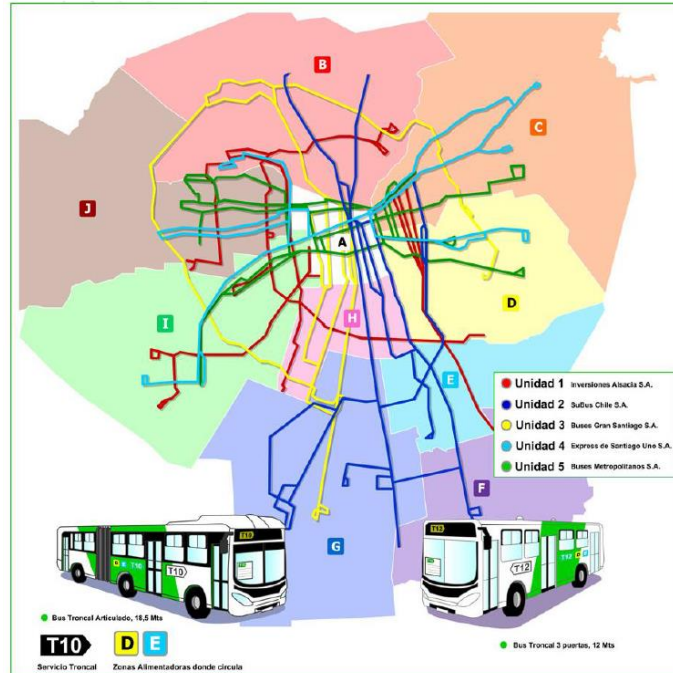 B
C
J
A
D
I
H
E
Unidad 1 Inversiones Alsacia S.A.
Unidad 2 SuBus Chile S.A.
Unidad 3 Buses Gran Santiago S.A.
Unidad 4 Express de Santiago Uno S.A.
Unidad 5 Buses Metropolitanos S.A.
F
G
T10
T12
Bus Troncal Articulado, 18,5 Mts
Bus Troncal 3 puertas, 12 Mts
T10 D E
Servicio Troncal Zonas Alimentadoras donde circula